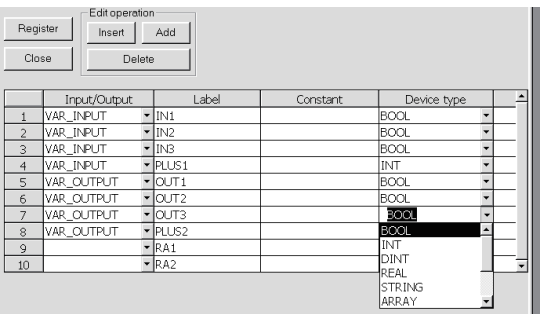 Edit operation
Register Insert Add
Close Delete
Input/Output Label Constant Device type
1 VAR_INPUT IN1 BOOL
2 VAR_INPUT IN2 BOOL
3 VAR_INPUT IN3 BOOL
4 VAR_INPUT PLUS1 INT
5 VAR_OUTPUT OUT1 BOOL
6 VAR_OUTPUT OUT2 BOOL
7 VAR_OUTPUT OUT3 BOOL
8 VAR_OUTPUT PLUS2 BOOL
9 RA1 INT
10 RA2 DINT
REAL
STRING
ARRAY